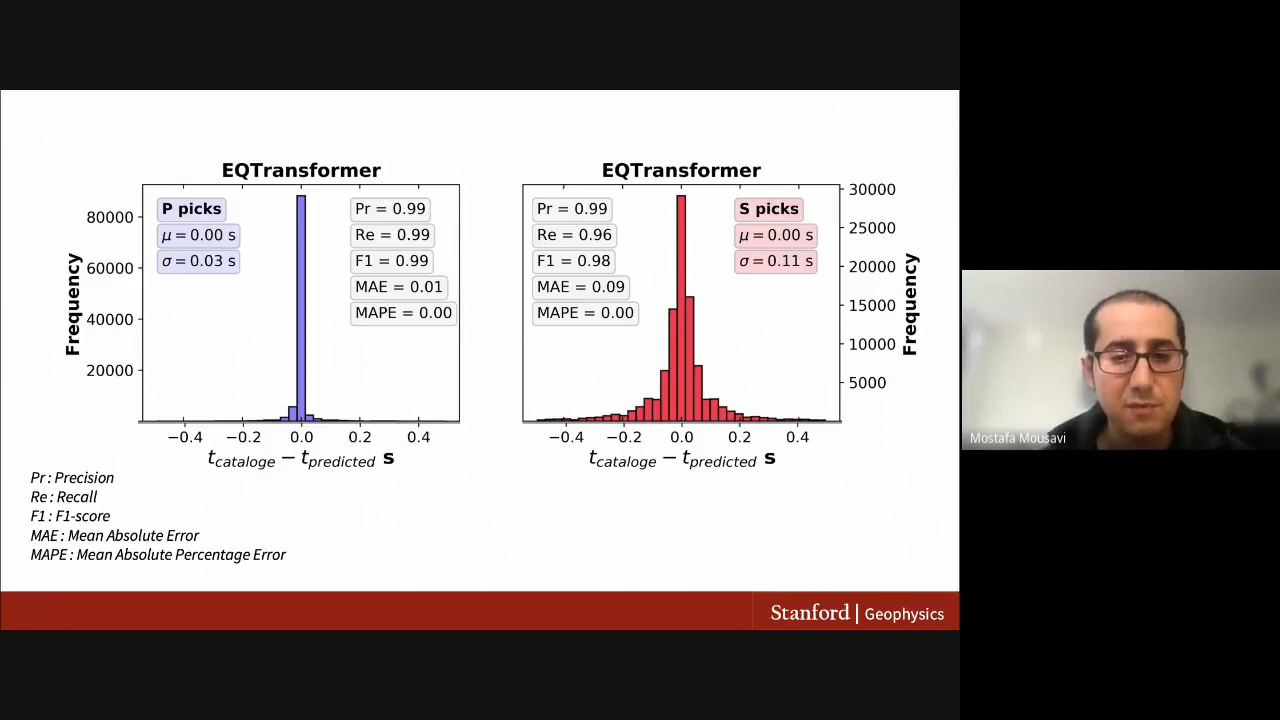 EQTransformer
P picks
μ = 0.00 s
σ = 0.03 s
Pr = 0.99
Re = 0.99
F1 = 0.99
MAE = 0.01
MAPE = 0.00
Frequency
80000
60000
40000
20000
−0.4 −0.2 0.0 0.2 0.4
t_cataloge − t_predicted s
EQTransformer
Pr = 0.99
Re = 0.96
F1 = 0.98
MAE = 0.09
MAPE = 0.00
S picks
μ = 0.00 s
σ = 0.11 s
30000
25000
20000
15000
10000
5000
Frequency
−0.4 −0.2 0.0 0.2 0.4
t_cataloge − t_predicted s
Pr : Precision
Re : Recall
F1 : F1-score
MAE : Mean Absolute Error
MAPE : Mean Absolute Percentage Error
Stanford | Geophysics
Mostafa Mousavi